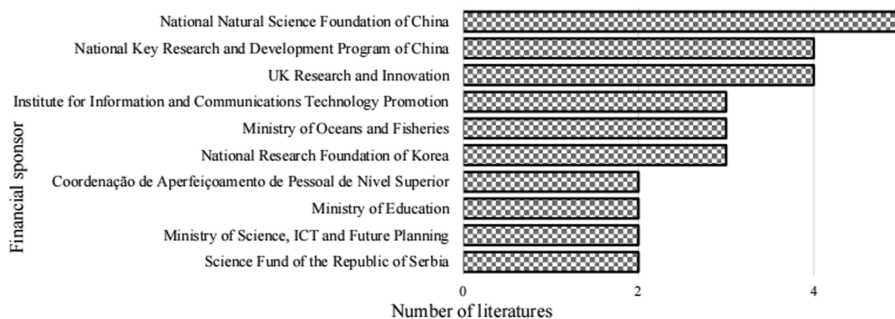 National Natural Science Foundation of China
National Key Research and Development Program of China
UK Research and Innovation
Institute for Information and Communications Technology Promotion
Ministry of Oceans and Fisheries
National Research Foundation of Korea
Coordenação de Aperfeiçoamento de Pessoal de Nível Superior
Ministry of Education
Ministry of Science, ICT and Future Planning
Science Fund of the Republic of Serbia
Financial sponsor
0 2 4
Number of literatures